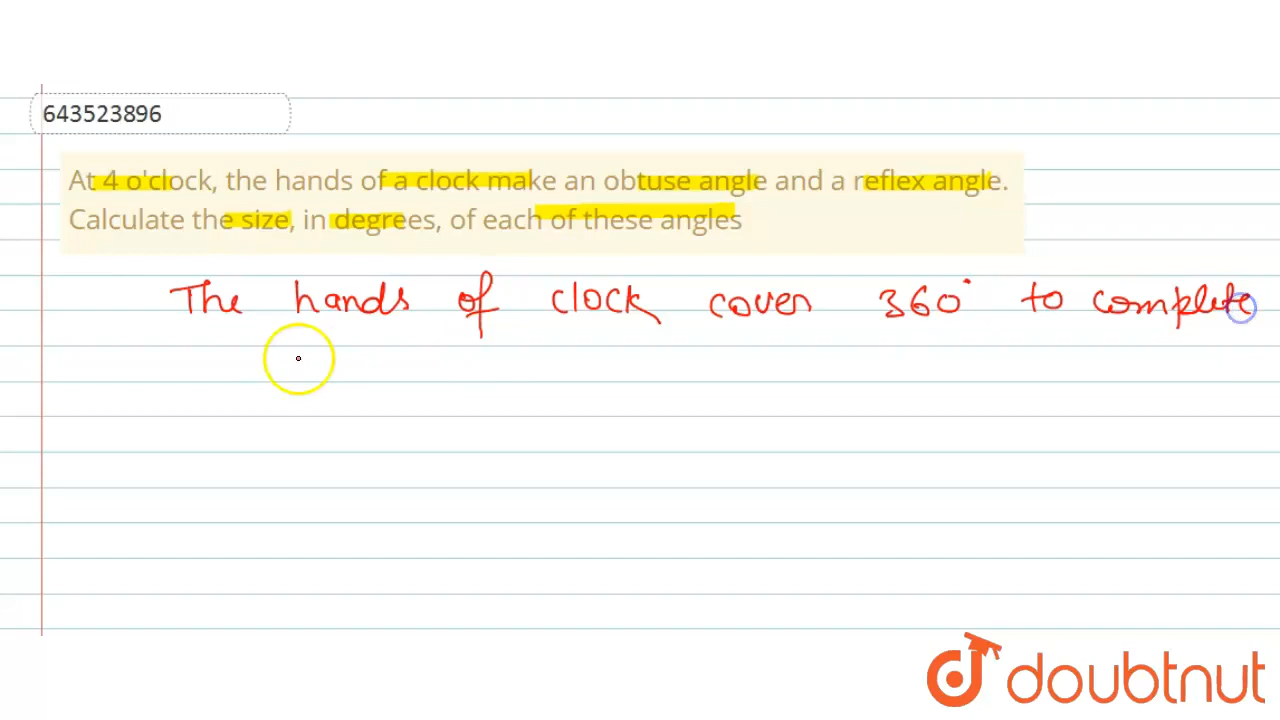 643523896
At 4 o'clock, the hands of a clock make an obtuse angle and a reflex angle.
Calculate the size, in degrees, of each of these angles
The hands of clock cover 360° to complete
doubtnut